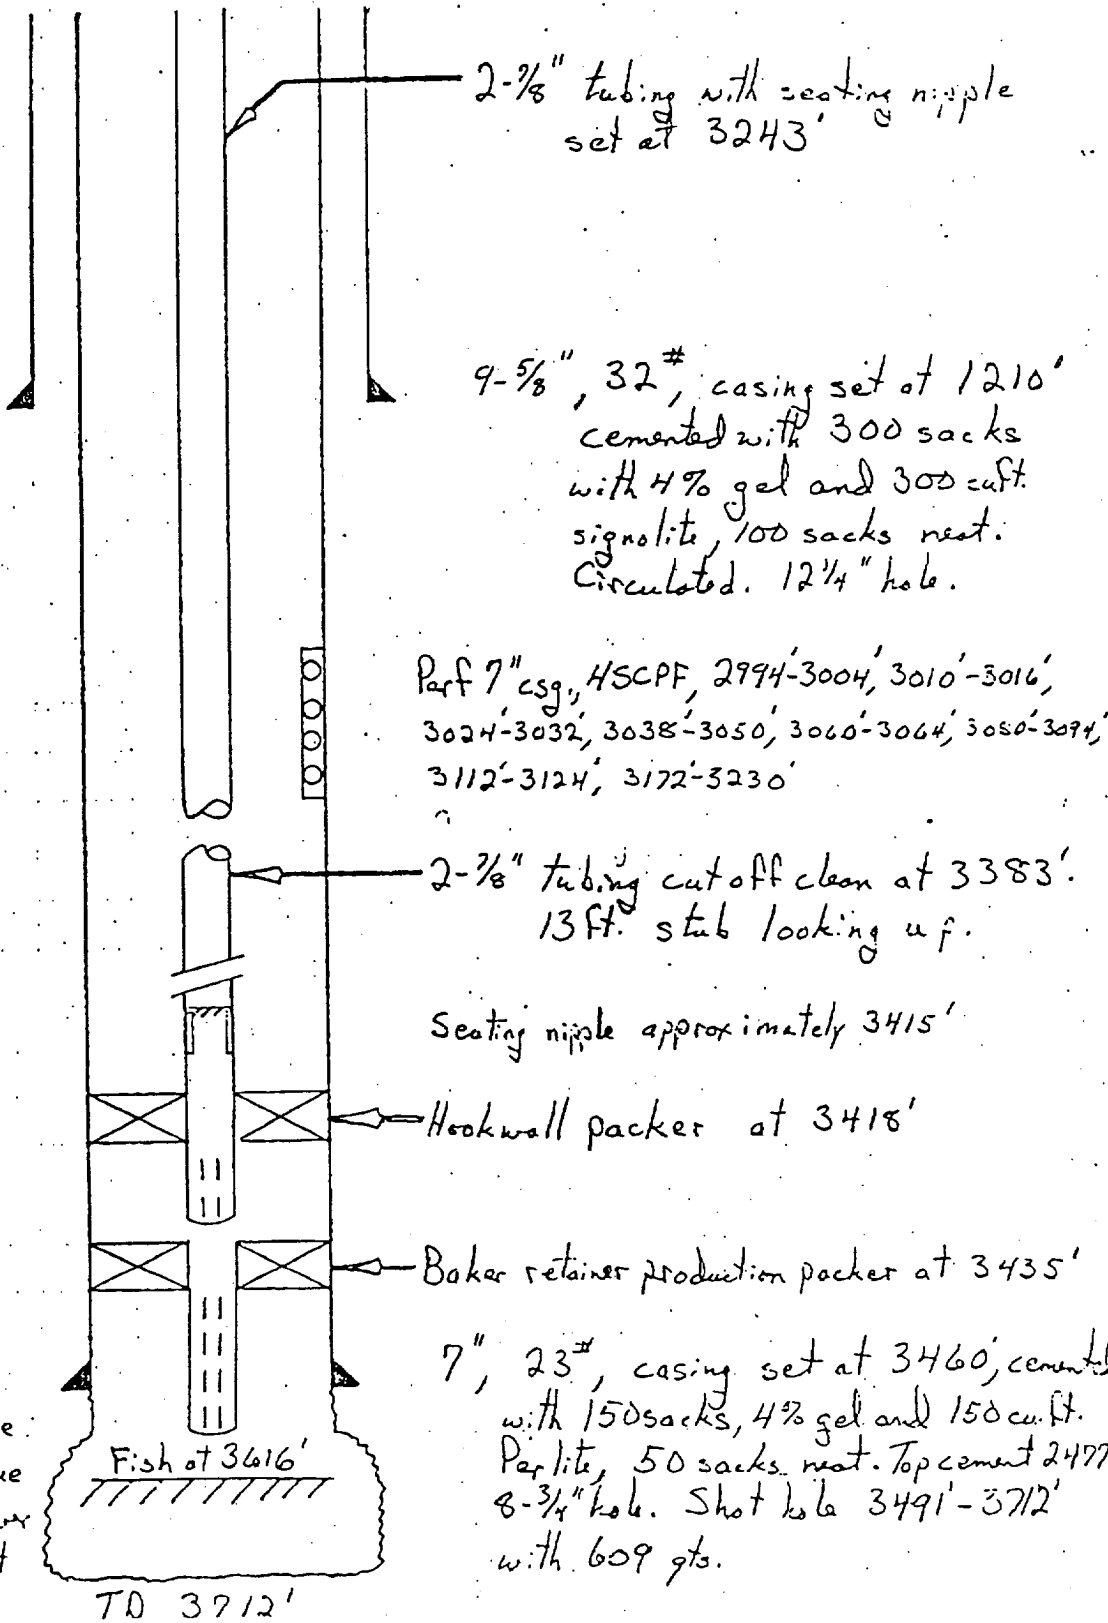 2-7/8" tubing with seating nipple
set at 3243'
9-5/8", 32#, casing set at 1210'
cemented with 300 sacks
with 4% gel and 300 cuft.
signolite, 100 sacks neat.
Circulated. 12 1/4" hole.
Perf 7" csg., 4SCPF, 2994'-3004', 3010'-3016',
3024'-3032', 3038'-3050', 3060'-3064', 3080'-3094',
3112'-3124', 3172'-3230'
2-7/8" tubing cut off clean at 3383'.
13 ft. stub looking up.
Seating nipple approximately 3415'
Hookwall packer at 3418'
Baker retainer production packer at 3435'
7", 23#, casing set at 3460', cemented
with 150 sacks, 4% gel and 150 cu.ft.
Perlite, 50 sacks neat. Top cement 2477
8-3/4" hole. Shot hole 3491'-3712'
with 609 qts.
Fish at 3616'
TD 3712'